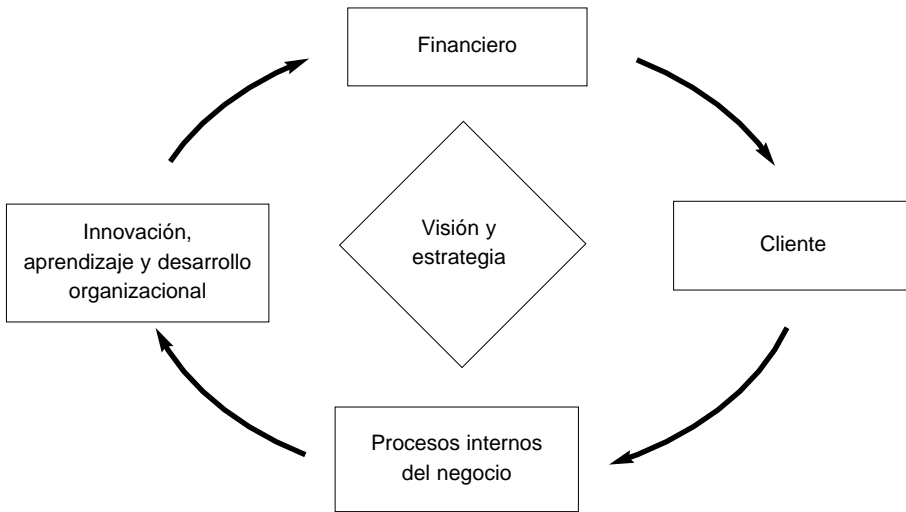 Financiero
Innovación,
aprendizaje y desarrollo
organizacional
Visión y
estrategia
Cliente
Procesos internos
del negocio